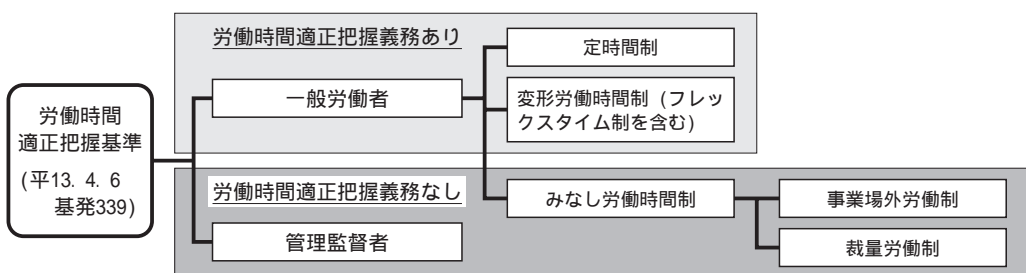 労働時間
適正把握基準
(平13. 4. 6
基発339)
労働時間適正把握義務あり
一般労働者
定時間制
変形労働時間制 (フレッ
クスタイム制を含む)
労働時間適正把握義務なし
管理監督者
みなし労働時間制
事業場外労働制
裁量労働制